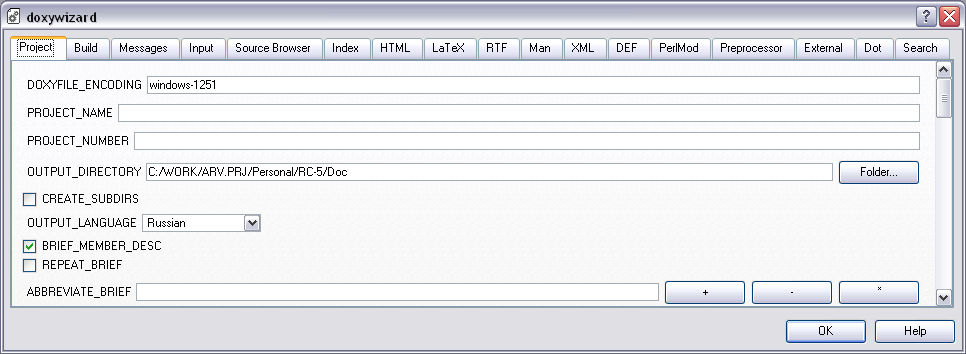 doxywizard
Project Build Messages Input Source Browser Index HTML LaTeX RTF Man XML DEF PerlMod Preprocessor External Dot Search
DOXYFILE_ENCODING windows-1251
PROJECT_NAME
PROJECT_NUMBER
OUTPUT_DIRECTORY C:/WORK/ARV.PRJ/Personal/RC-5/Doc Folder...
CREATE_SUBDIRS
OUTPUT_LANGUAGE Russian
BRIEF_MEMBER_DESC
REPEAT_BRIEF
ABBREVIATE_BRIEF + - *
OK Help